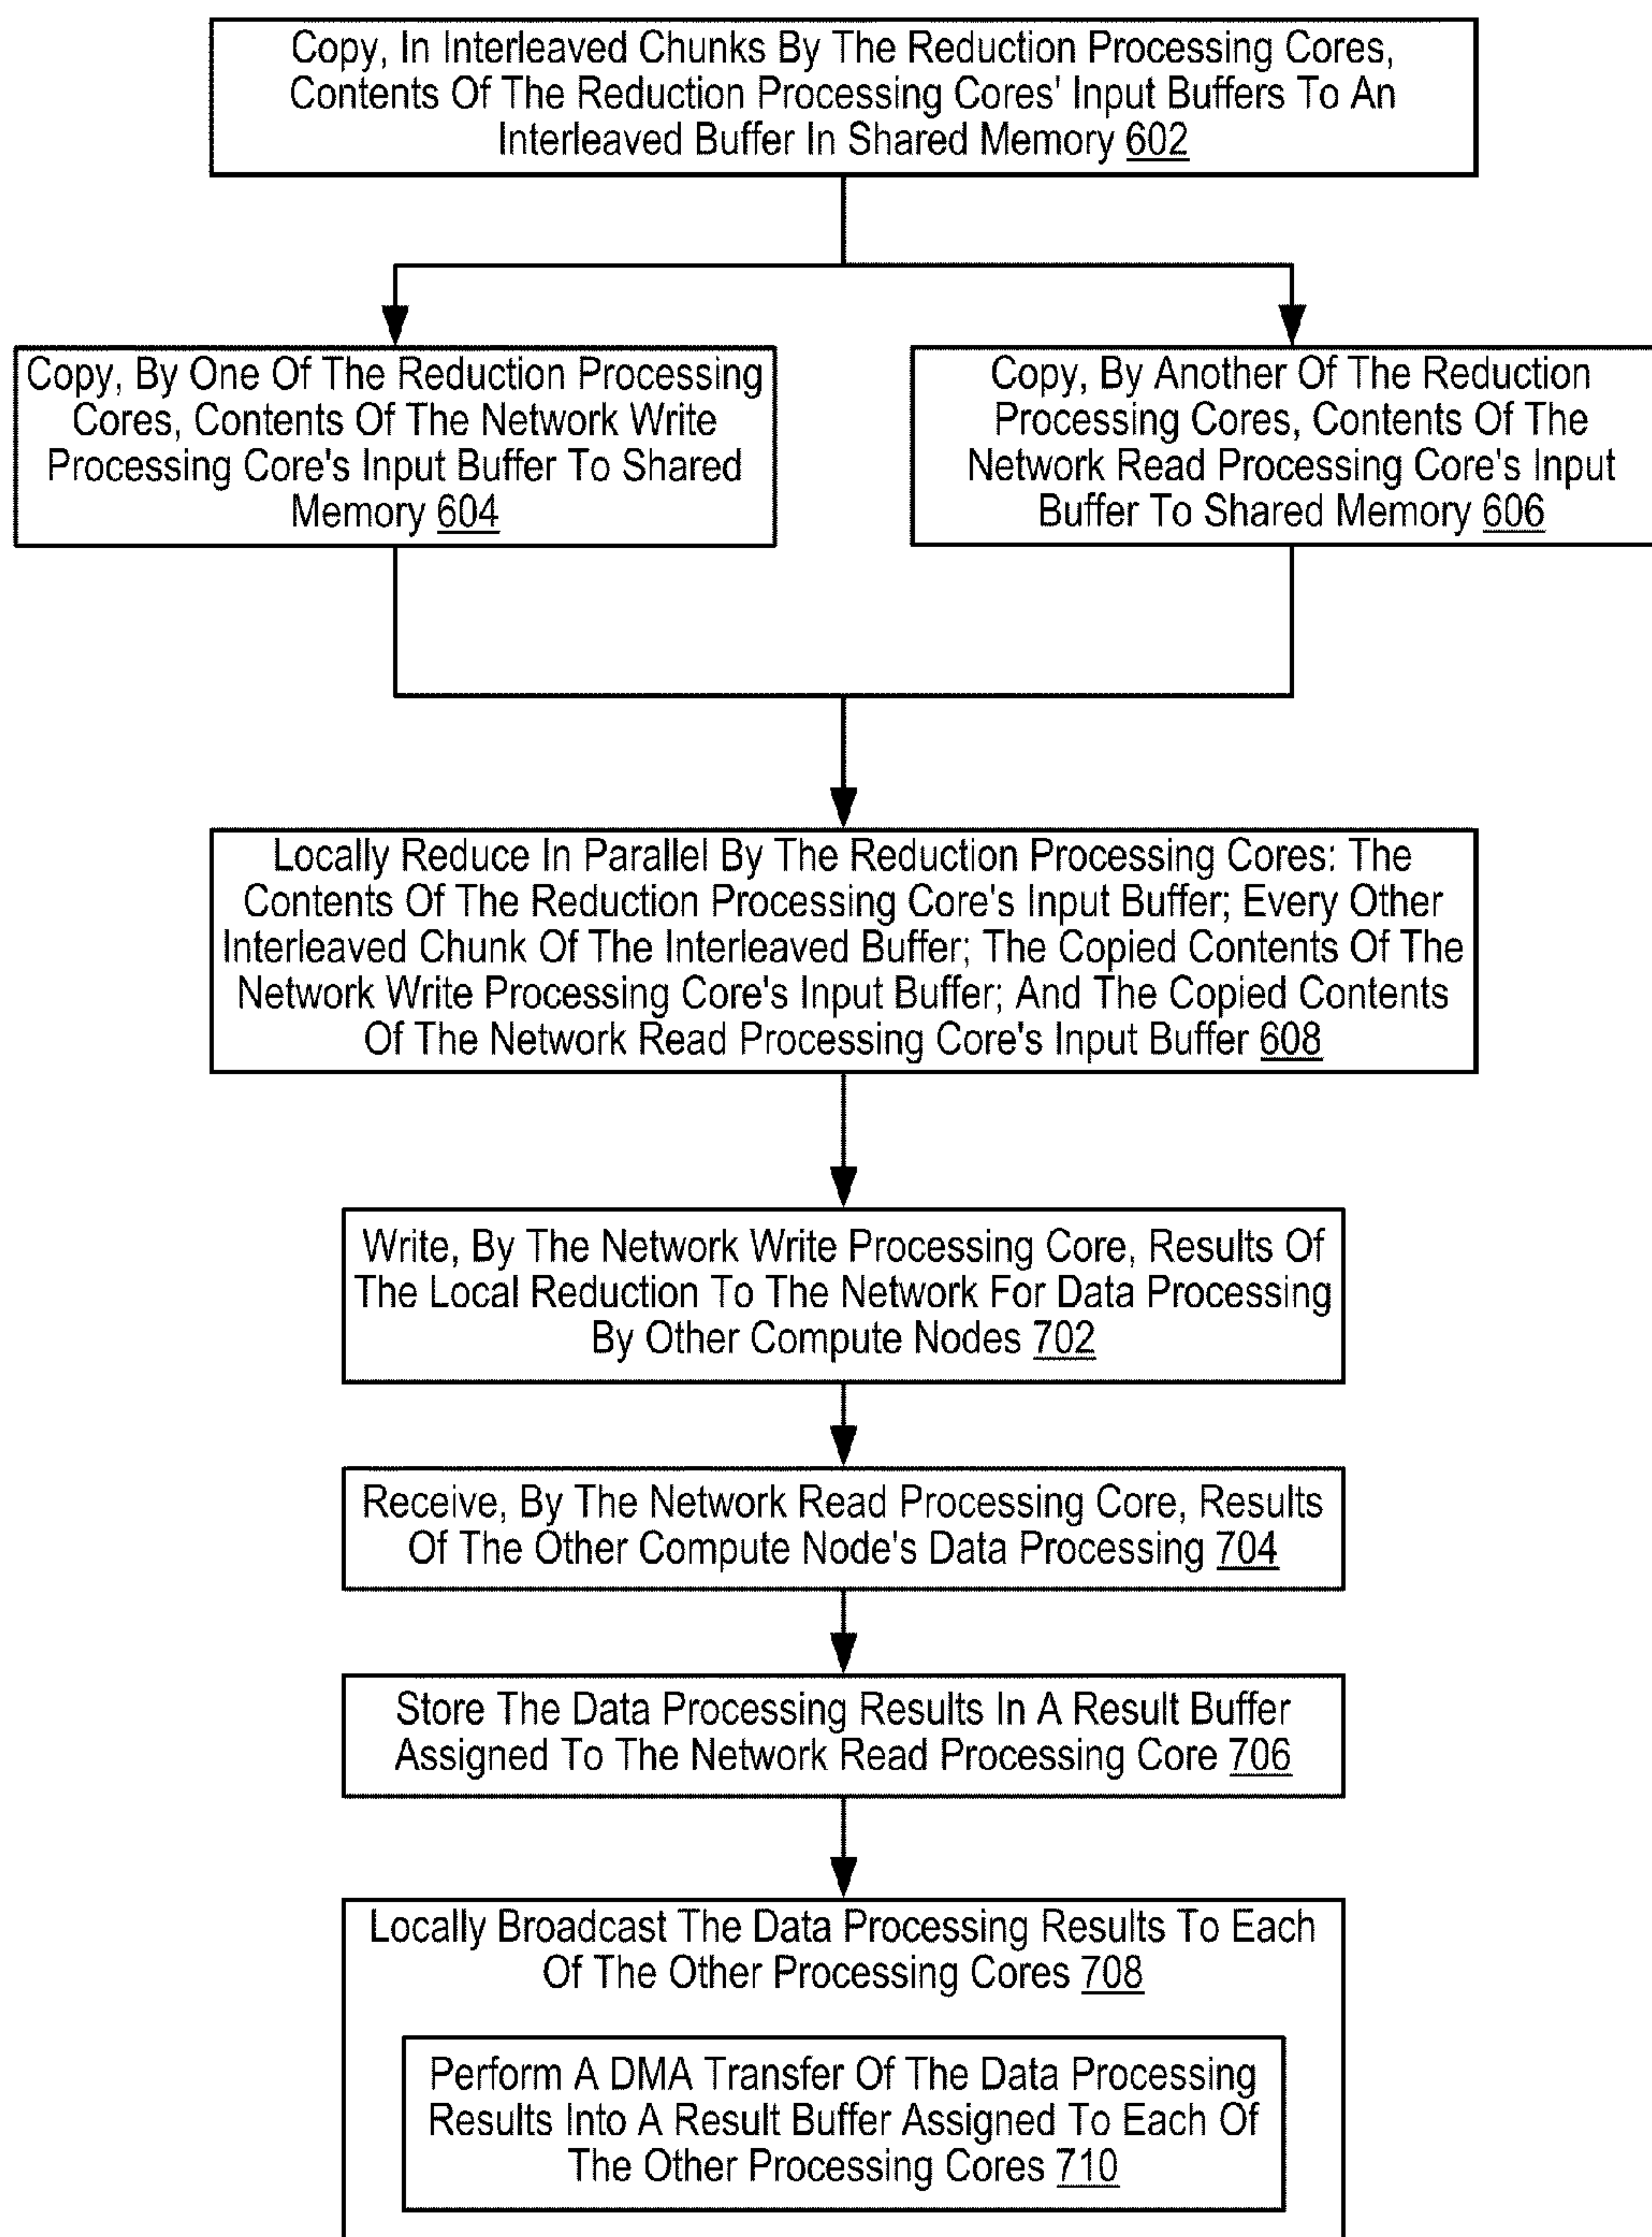 Copy, In Interleaved Chunks By The Reduction Processing Cores,
Contents Of The Reduction Processing Cores' Input Buffers To An
Interleaved Buffer In Shared Memory 602
Copy, By One Of The Reduction Processing
Cores, Contents Of The Network Write
Processing Core's Input Buffer To Shared
Memory 604
Copy, By Another Of The Reduction
Processing Cores, Contents Of The
Network Read Processing Core's Input
Buffer To Shared Memory 606
Locally Reduce In Parallel By The Reduction Processing Cores: The
Contents Of The Reduction Processing Core's Input Buffer; Every Other
Interleaved Chunk Of The Interleaved Buffer; The Copied Contents Of The
Network Write Processing Core's Input Buffer; And The Copied Contents
Of The Network Read Processing Core's Input Buffer 608
Write, By The Network Write Processing Core, Results Of
The Local Reduction To The Network For Data Processing
By Other Compute Nodes 702
Receive, By The Network Read Processing Core, Results
Of The Other Compute Node's Data Processing 704
Store The Data Processing Results In A Result Buffer
Assigned To The Network Read Processing Core 706
Locally Broadcast The Data Processing Results To Each
Of The Other Processing Cores 708
Perform A DMA Transfer Of The Data Processing
Results Into A Result Buffer Assigned To Each Of
The Other Processing Cores 710